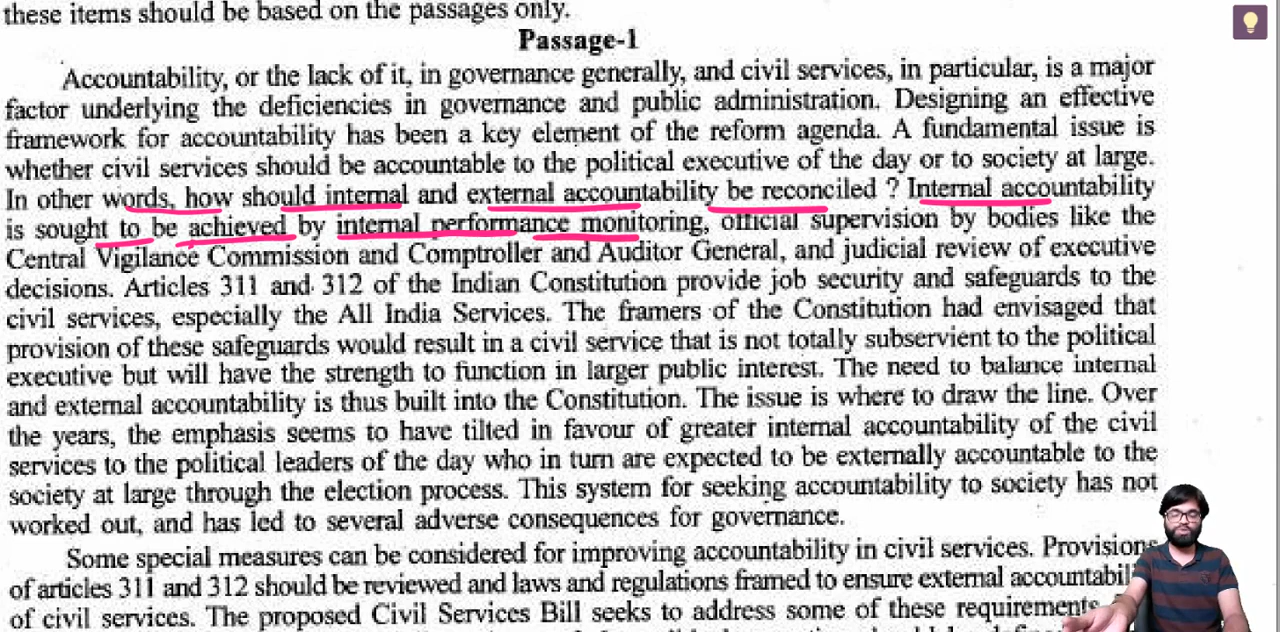 these items should be based on the passages only.
Passage-1
Accountability, or the lack of it, in governance generally, and civil services, in particular, is a major
factor underlying the deficiencies in governance and public administration. Designing an effective
framework for accountability has been a key element of the reform agenda. A fundamental issue is
whether civil services should be accountable to the political executive of the day or to society at large.
In other words, how should internal and external accountability be reconciled ? Internal accountability
is sought to be achieved by internal performance monitoring, official supervision by bodies like the
Central Vigilance Commission and Comptroller and Auditor General, and judicial review of executive
decisions. Articles 311 and 312 of the Indian Constitution provide job security and safeguards to the
civil services, especially the All India Services. The framers of the Constitution had envisaged that
provision of these safeguards would result in a civil service that is not totally subservient to the political
executive but will have the strength to function in larger public interest. The need to balance internal
and external accountability is thus built into the Constitution. The issue is where to draw the line. Over
the years, the emphasis seems to have tilted in favour of greater internal accountability of the civil
services to the political leaders of the day who in turn are expected to be externally accountable to the
society at large through the election process. This system for seeking accountability to society has not
worked out, and has led to several adverse consequences for governance.
Some special measures can be considered for improving accountability in civil services. Provisions
of articles 311 and 312 should be reviewed and laws and regulations framed to ensure external
of civil services. The proposed Civil Services Bill seeks to address some of these requirements